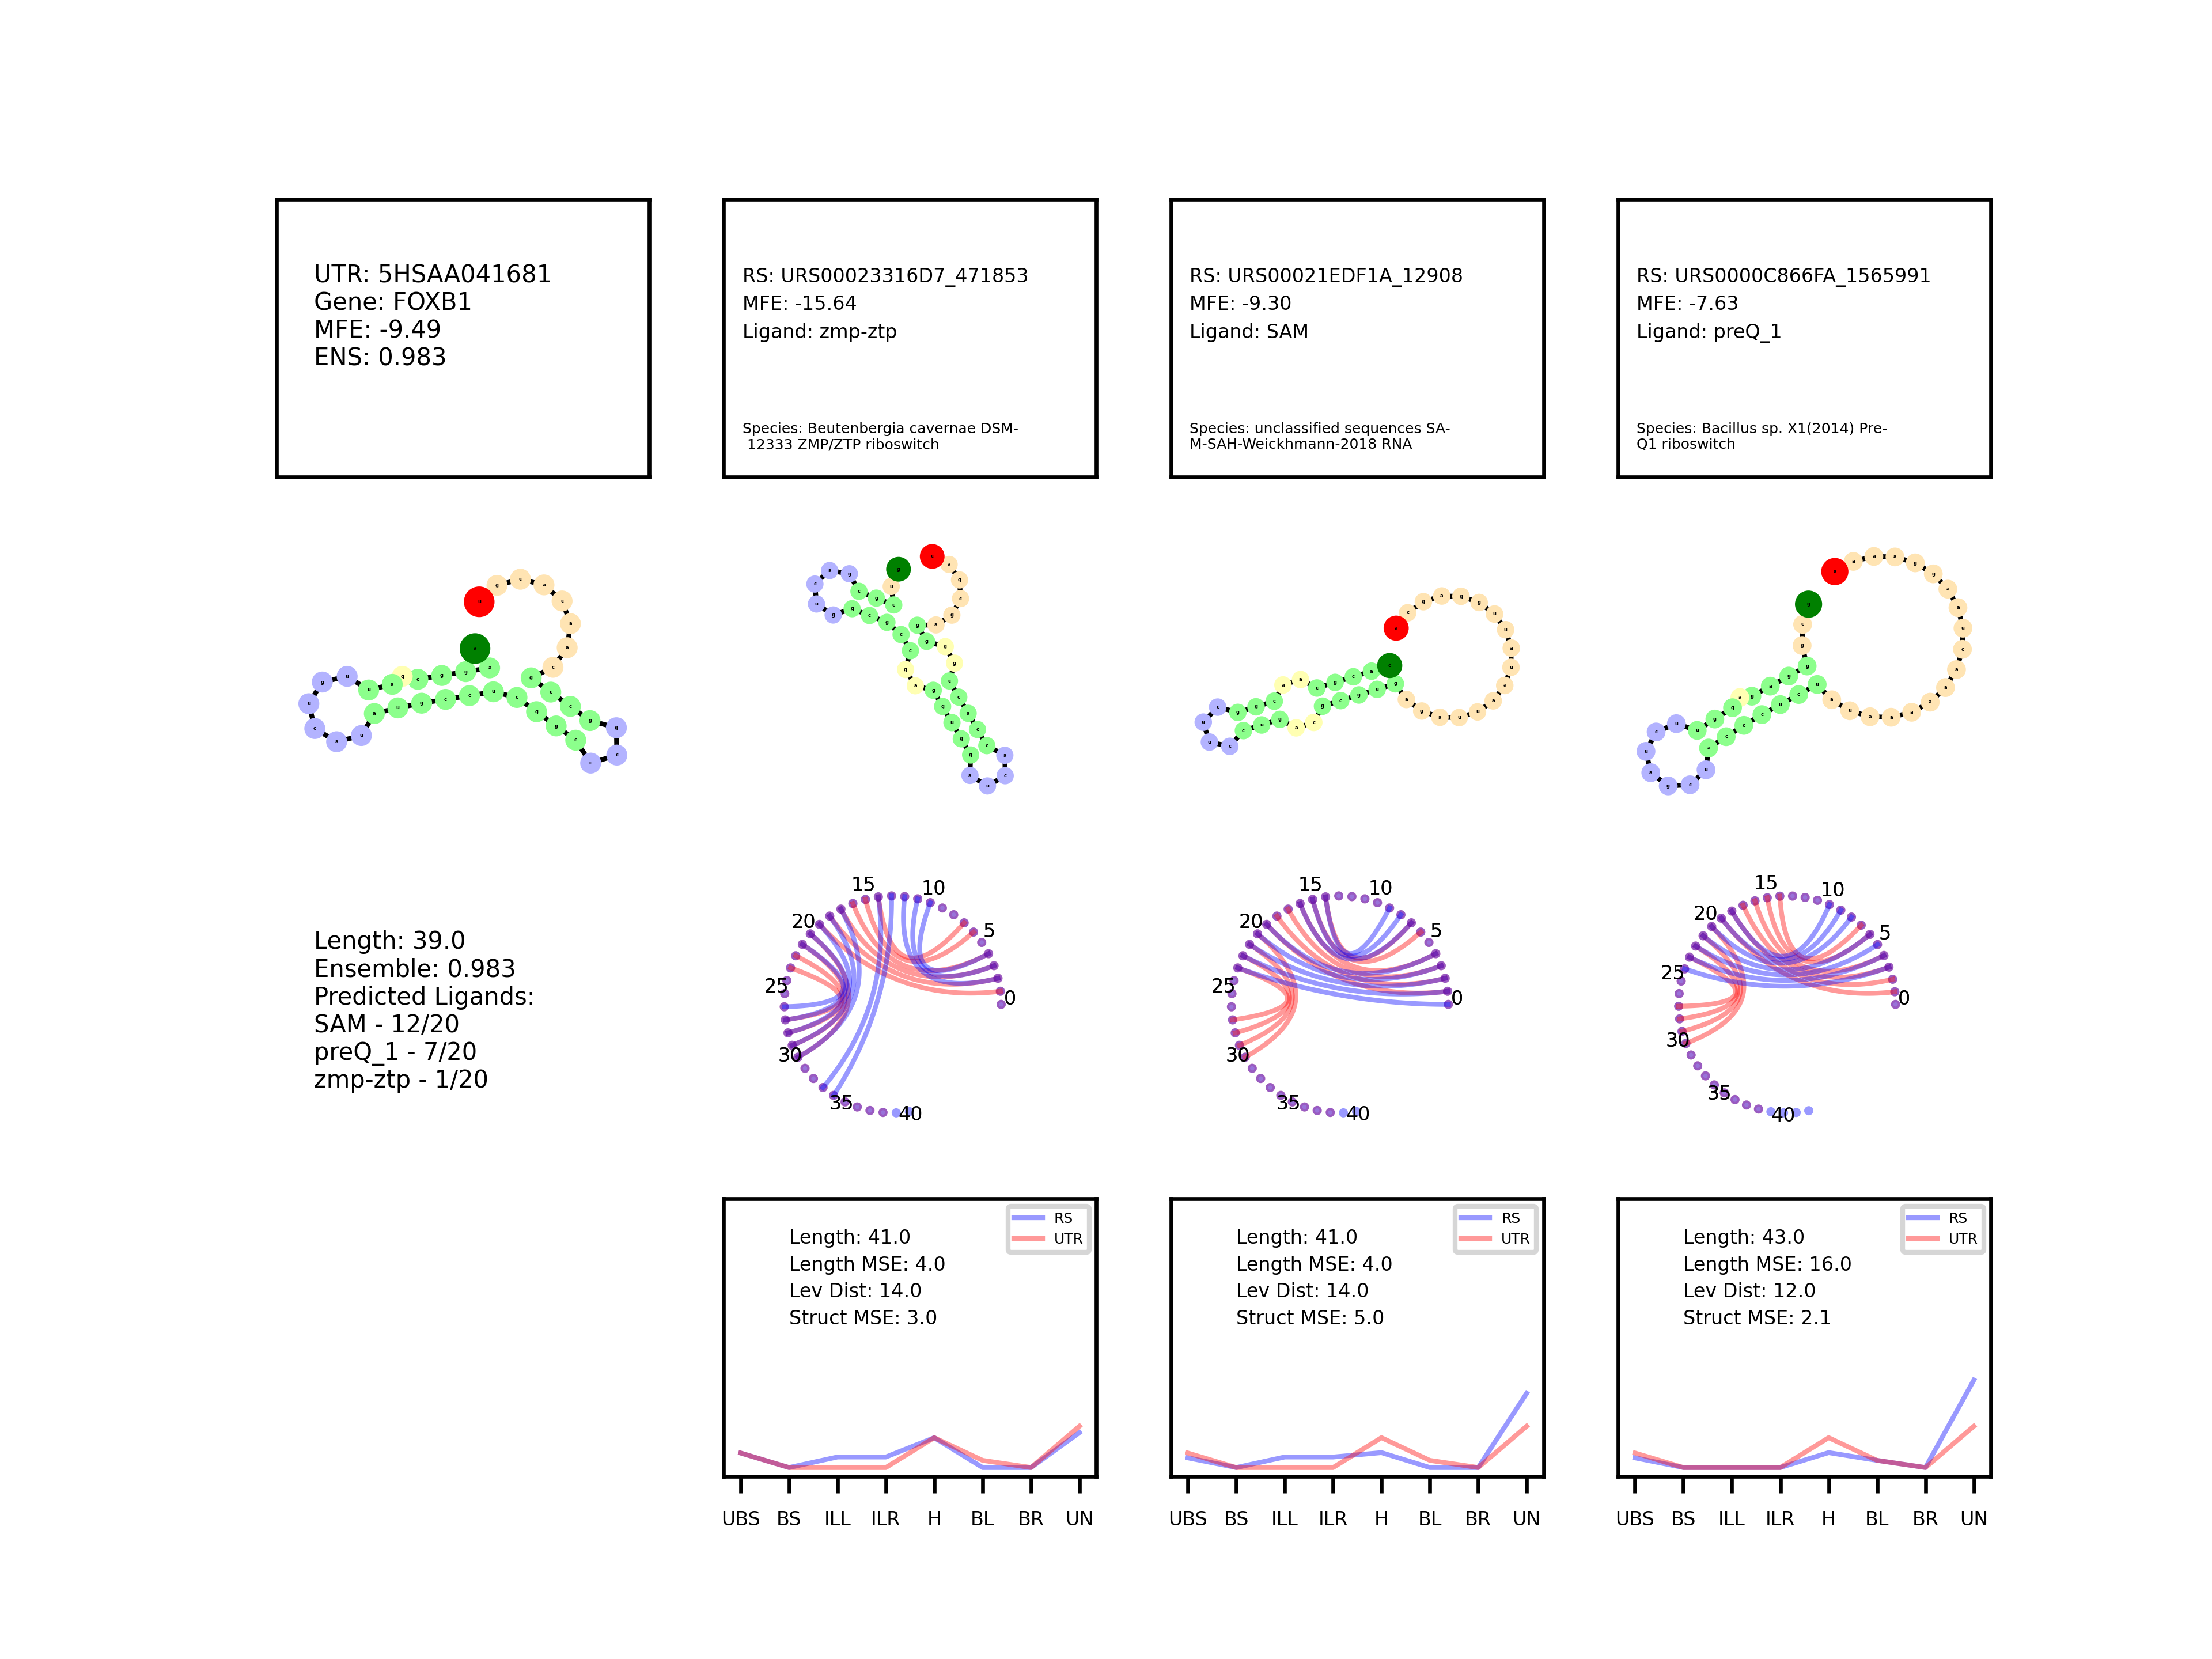 UTR: 5HSAA041681
Gene: FOXB1
MFE: -9.49
ENS: 0.983
RS: URS00023316D7_471853
MFE: -15.64
Ligand: zmp-ztp
Species: Beutenbergia cavernae DSM-
12333 ZMP/ZTP riboswitch
RS: URS00021EDF1A_12908
MFE: -9.30
Ligand: SAM
Species: unclassified sequences SA-
M-SAH-Weickhmann-2018 RNA
RS: URS0000C866FA_1565991
MFE: -7.63
Ligand: preQ_1
Species: Bacillus sp. X1(2014) Pre-
Q1 riboswitch
Length: 39.0
Ensemble: 0.983
Predicted Ligands:
SAM - 12/20
preQ_1 - 7/20
zmp-ztp - 1/20
0
5
10
15
20
25
30
35
40
0
5
10
15
20
25
30
35
40
0
5
10
15
20
25
30
35
40
Length: 41.0
Length MSE: 4.0
Lev Dist: 14.0
Struct MSE: 3.0
RS
UTR
UBS BS ILL ILR H BL BR UN
Length: 41.0
Length MSE: 4.0
Lev Dist: 14.0
Struct MSE: 5.0
RS
UTR
UBS BS ILL ILR H BL BR UN
Length: 43.0
Length MSE: 16.0
Lev Dist: 12.0
Struct MSE: 2.1
RS
UTR
UBS BS ILL ILR H BL BR UN